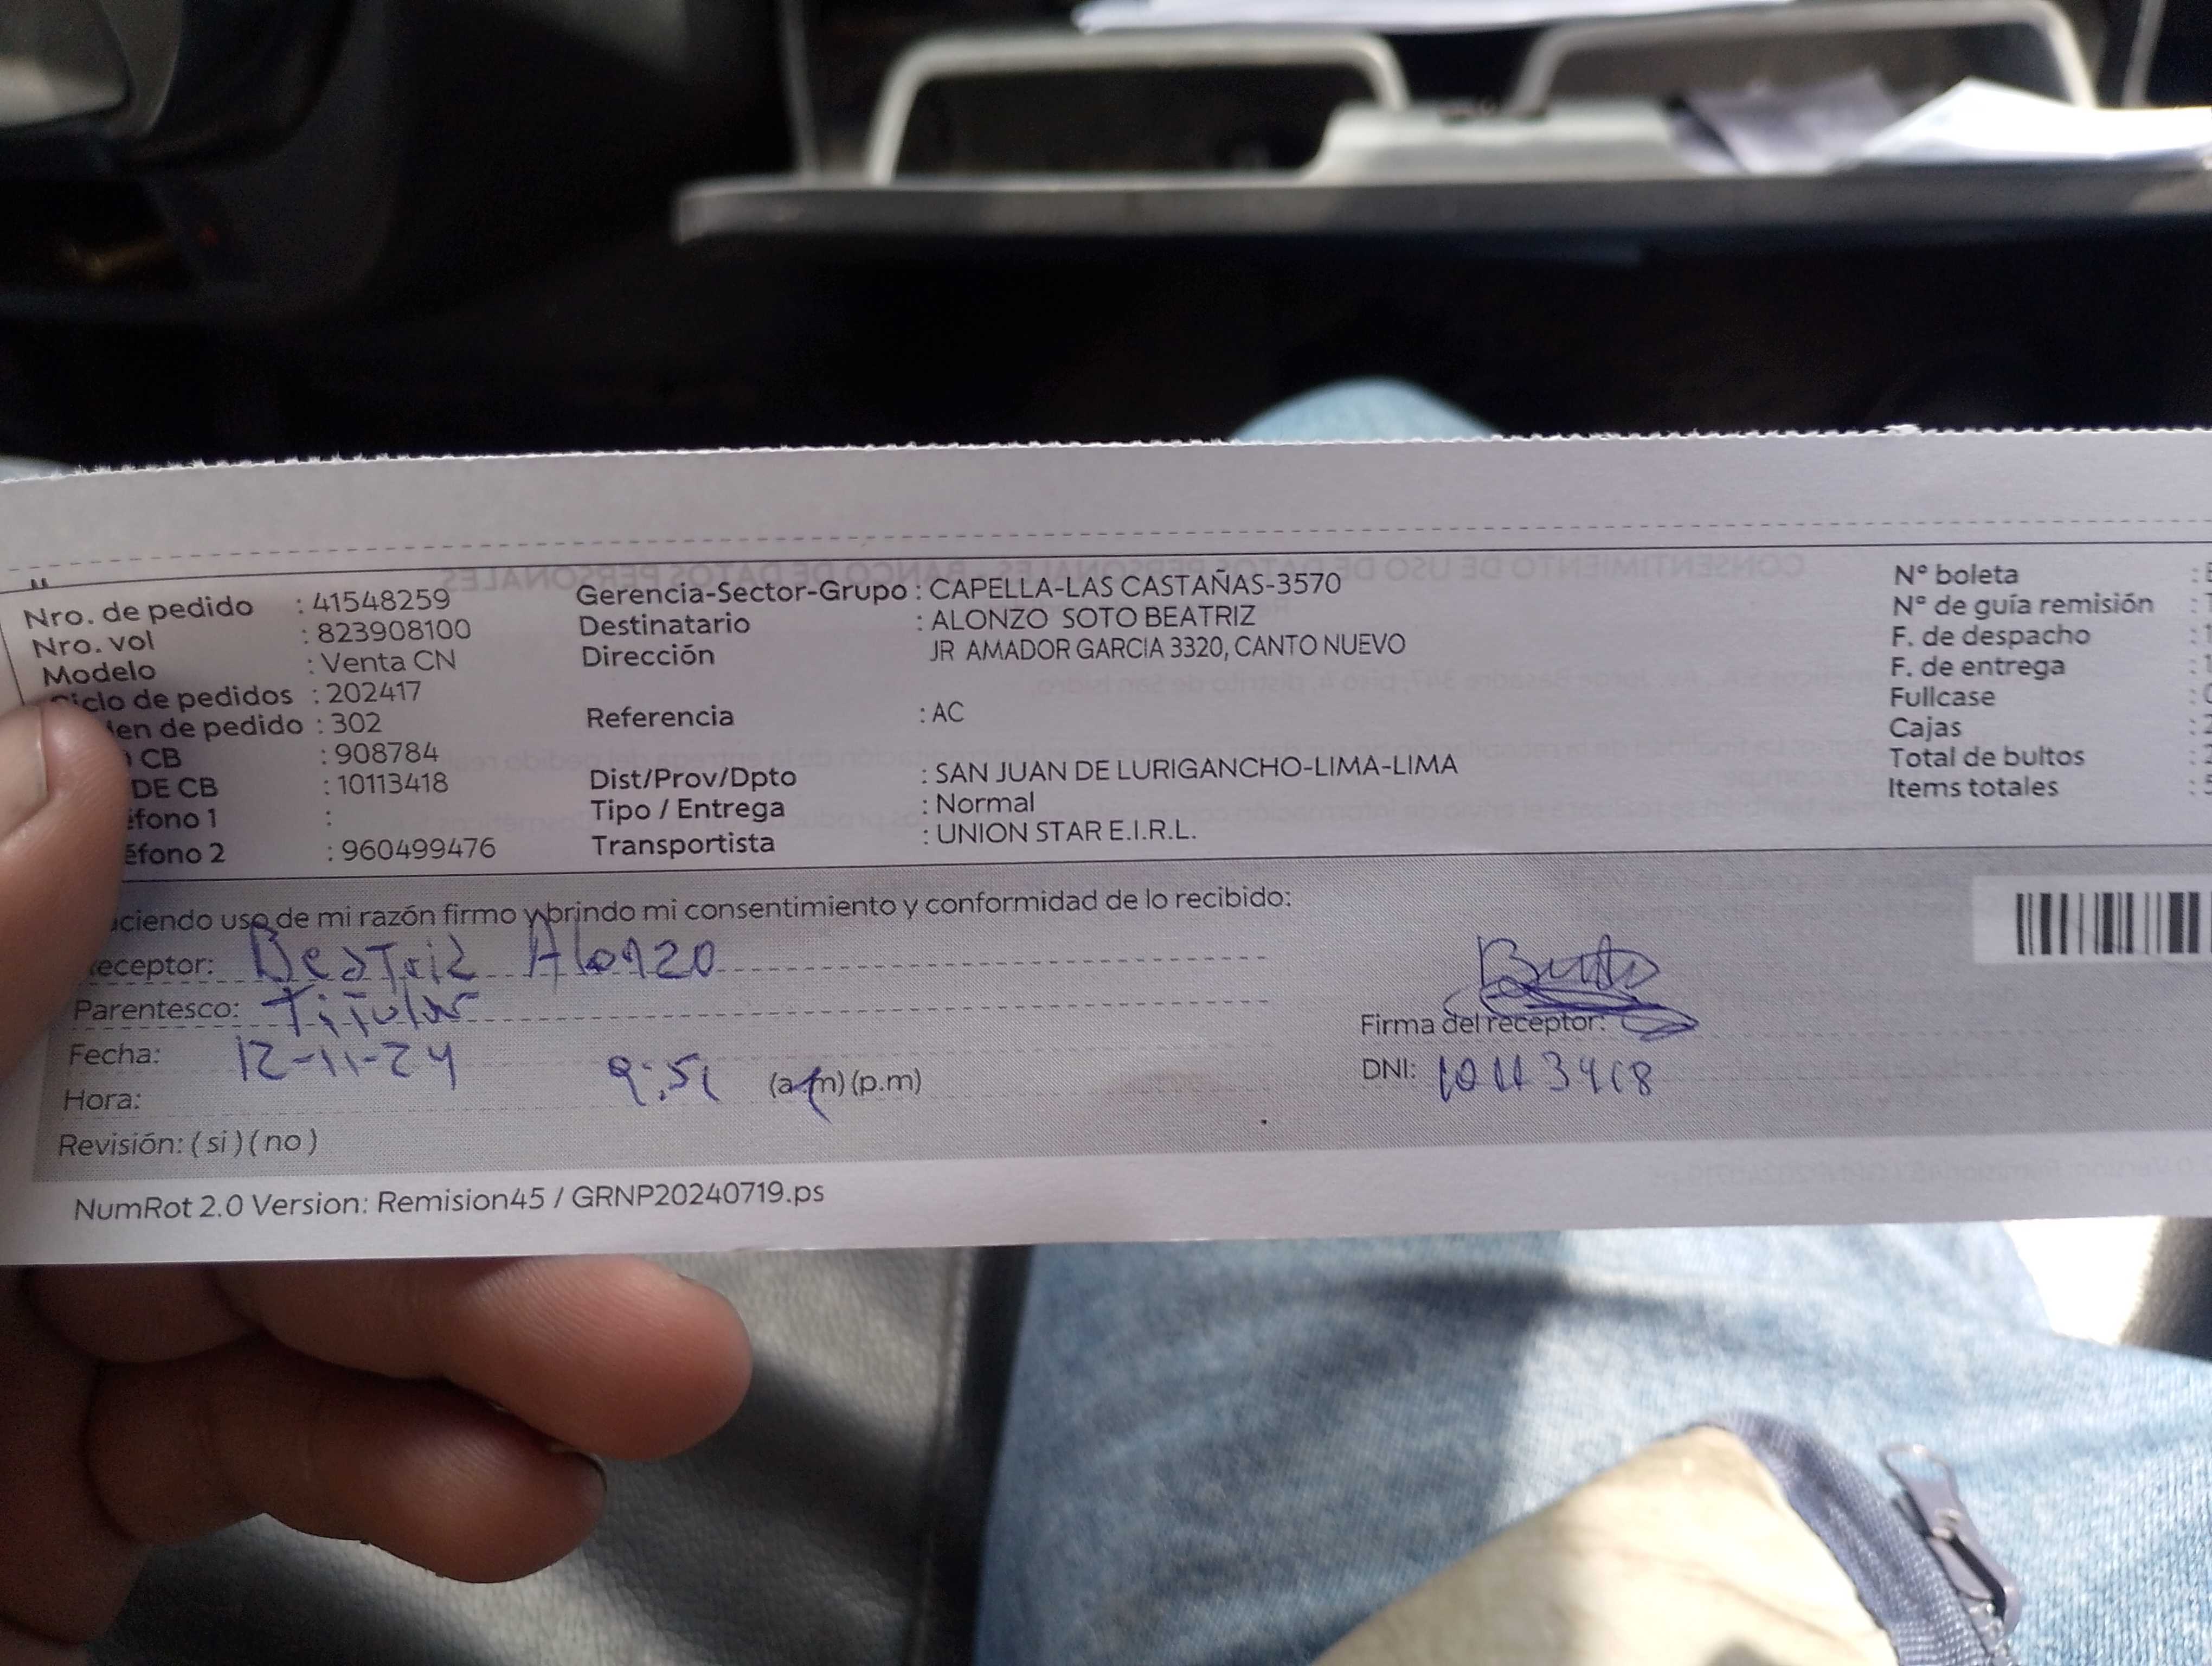 Nro. de pedido : 41548259
Nro. vol : 823908100
Modelo : Venta CN
Ciclo de pedidos : 202417
den de pedido : 302
CB : 908784
DE CB : 10113418
éfono 1 :
éfono 2 : 960499476
Gerencia-Sector-Grupo : CAPELLA-LAS CASTAÑAS-3570
Destinatario : ALONZO SOTO BEATRIZ
Dirección JR AMADOR GARCIA 3320, CANTO NUEVO
Referencia : AC
Dist/Prov/Dpto : SAN JUAN DE LURIGANCHO-LIMA-LIMA
Tipo / Entrega : Normal
Transportista : UNION STAR E.I.R.L.
N° boleta :
N° de guía remisión :
F. de despacho :
F. de entrega :
Fullcase :
Cajas :
Total de bultos :
Items totales :
ciendo uso de mi razón firmo y brindo mi consentimiento y conformidad de lo recibido:
eceptor: Beatriz Alonzo
Parentesco: Titular
Fecha: 12-11-24
Hora: 9:51 (a.m) (p.m)
Revisión: ( si ) ( no )
Firma del receptor:
DNI: 10113418
NumRot 2.0 Version: Remision45 / GRNP20240719.ps